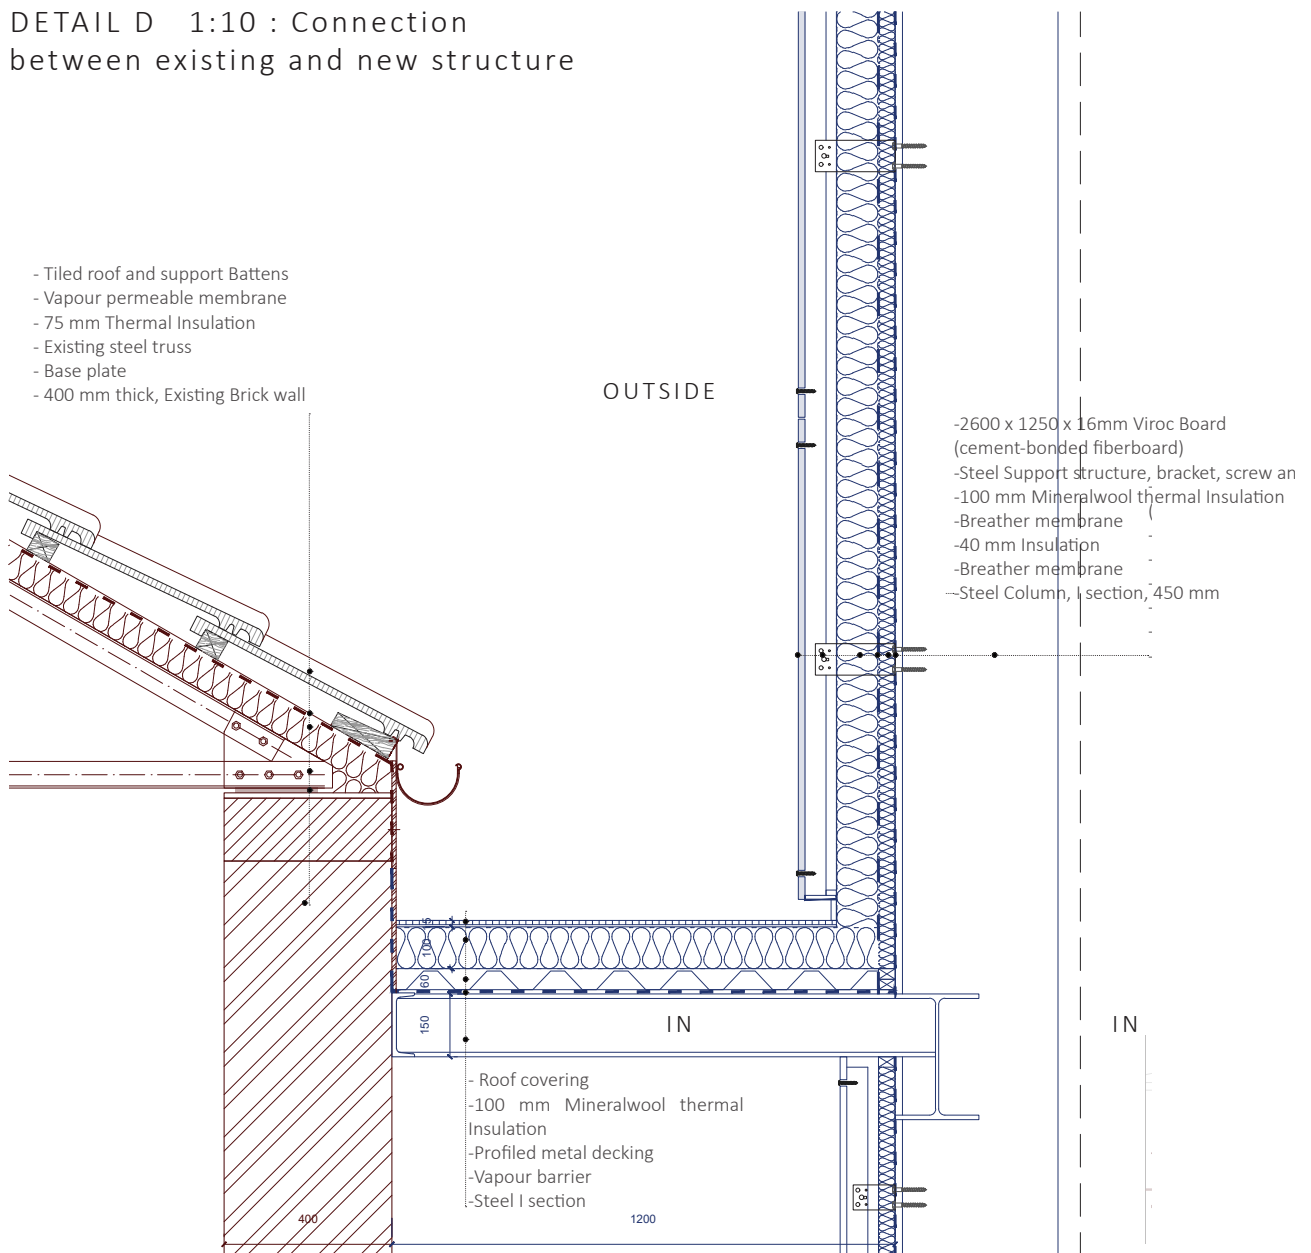 DETAIL D 1:10 : Connection
between existing and new structure
- Tiled roof and support Battens
- Vapour permeable membrane
- 75 mm Thermal Insulation
- Existing steel truss
- Base plate
- 400 mm thick, Existing Brick wall
OUTSIDE
-2600 x 1250 x 16mm Viroc Board
(cement-bonded fiberboard)
-Steel Support structure, bracket, screw an
-100 mm Mineralwool thermal Insulation
-Breather membrane
-40 mm Insulation
-Breather membrane
-Steel Column, I section, 450 mm
5
100
60
150
IN
IN
- Roof covering
-100 mm Mineralwool thermal
Insulation
-Profiled metal decking
-Vapour barrier
-Steel I section
400
1200